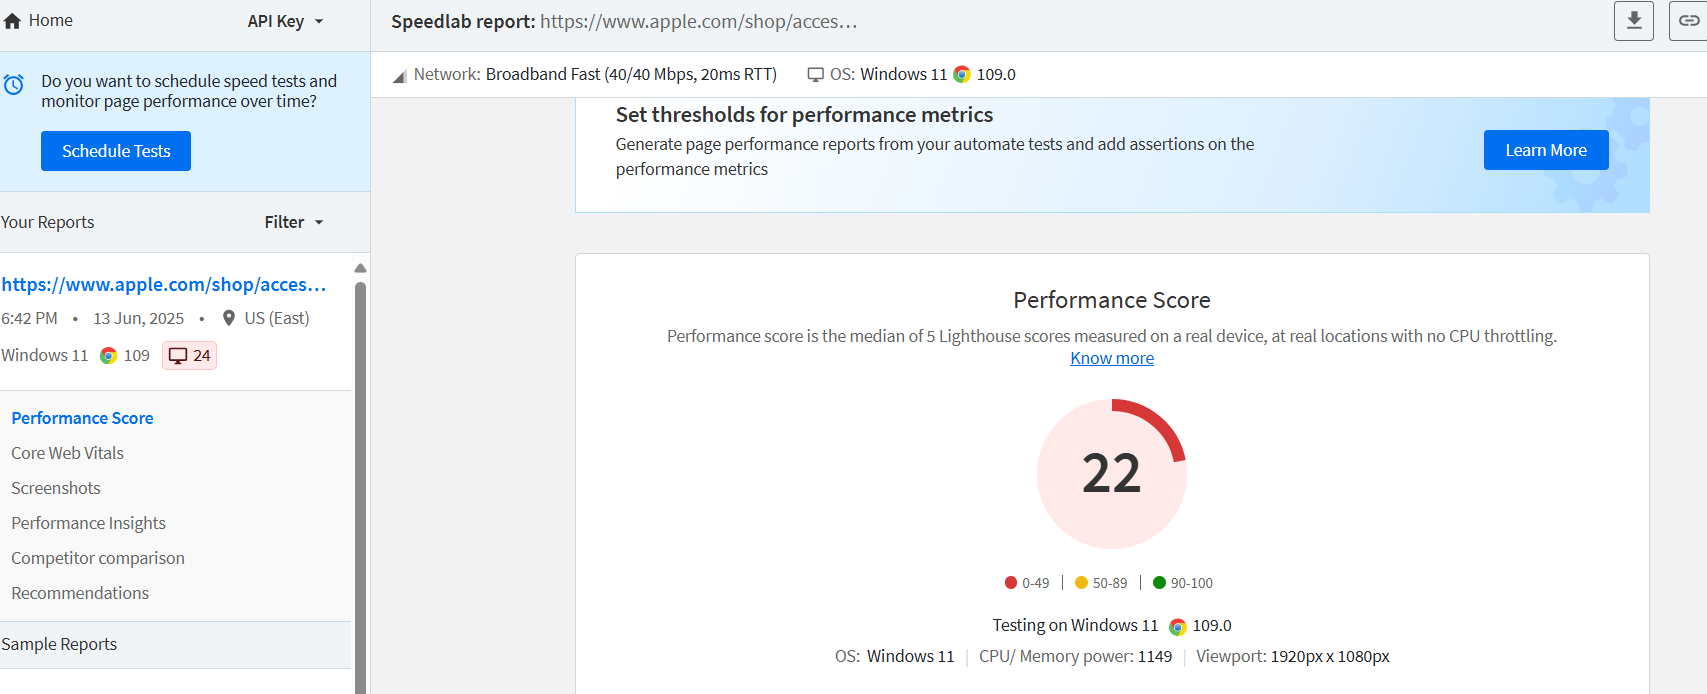 Home
API Key
Do you want to schedule speed tests and
monitor page performance over time?
Schedule Tests
Your Reports
Filter
https://www.apple.com/shop/acces...
6:42 PM • 13 Jun, 2025 • US (East)
Windows 11 109 24
Performance Score
Core Web Vitals
Screenshots
Performance Insights
Competitor comparison
Recommendations
Sample Reports
Speedlab report: https://www.apple.com/shop/acces...
Network: Broadband Fast (40/40 Mbps, 20ms RTT) OS: Windows 11 109.0
Set thresholds for performance metrics
Generate page performance reports from your automate tests and add assertions on the
performance metrics
Learn More
Performance Score
Performance score is the median of 5 Lighthouse scores measured on a real device, at real locations with no CPU throttling.
Know more
22
0-49 | 50-89 | 90-100
Testing on Windows 11 109.0
OS: Windows 11 | CPU/ Memory power: 1149 | Viewport: 1920px x 1080px